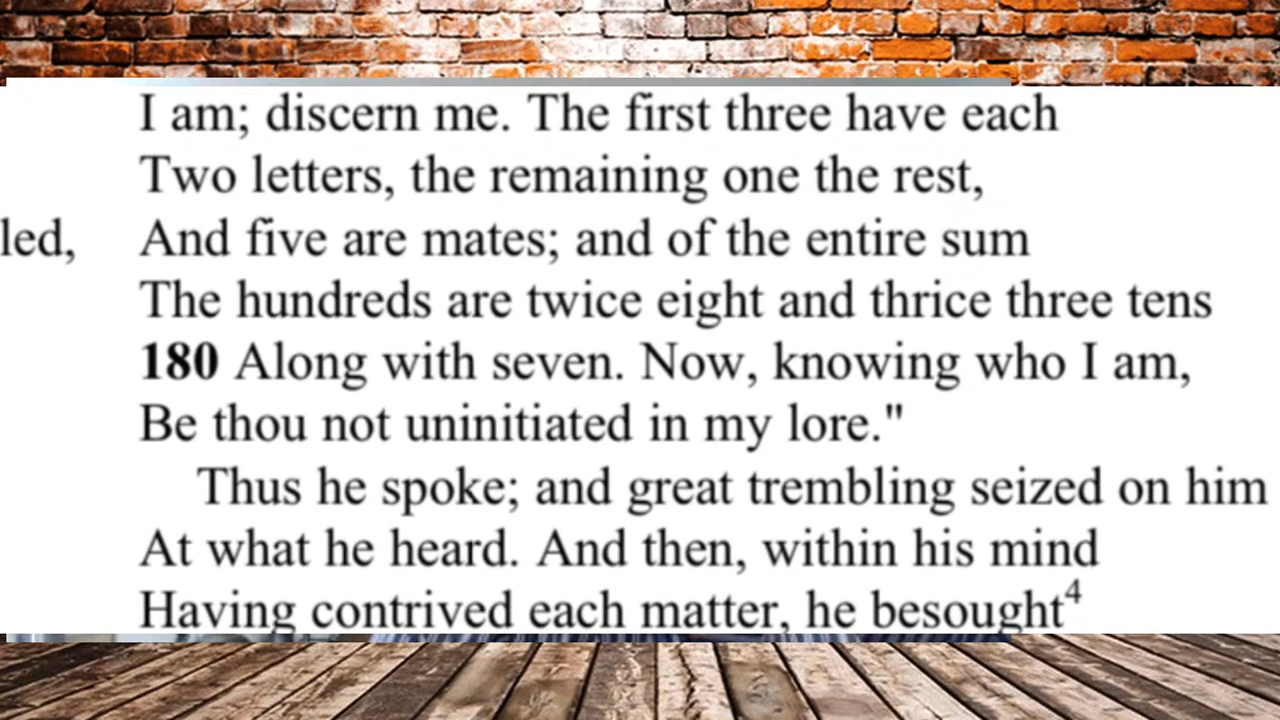 I am; discern me. The first three have each
Two letters, the remaining one the rest,
led, And five are mates; and of the entire sum
The hundreds are twice eight and thrice three tens
180 Along with seven. Now, knowing who I am,
Be thou not uninitiated in my lore."
Thus he spoke; and great trembling seized on him
At what he heard. And then, within his mind
Having contrived each matter, he besought4